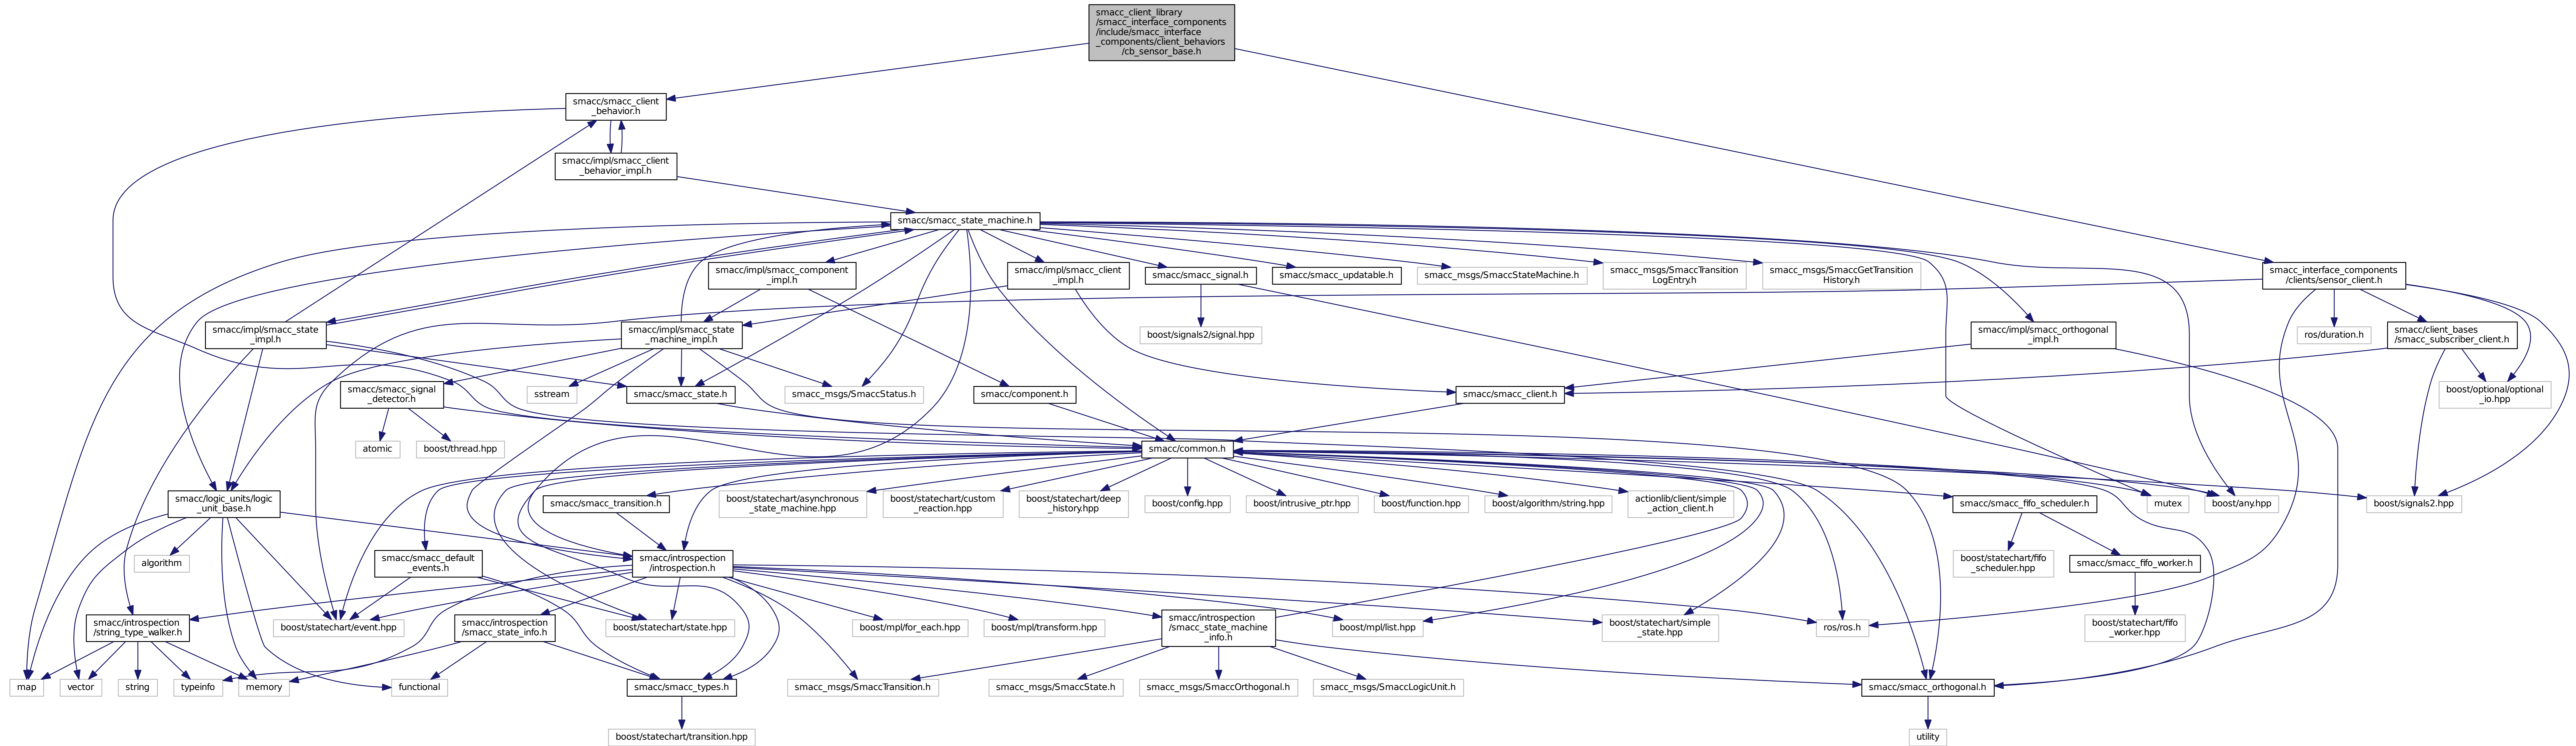 smacc_client_library
/smacc_interface_components
/include/smacc_interface
_components/client_behaviors
/cb_sensor_base.h
smacc/smacc_client
_behavior.h
smacc/impl/smacc_client
_behavior_impl.h
smacc/smacc_state_machine.h
smacc/impl/smacc_component
_impl.h
smacc/impl/smacc_client
_impl.h
smacc/smacc_signal.h
smacc/smacc_updatable.h
smacc_msgs/SmaccStateMachine.h
smacc_msgs/SmaccTransition
LogEntry.h
smacc_msgs/SmaccGetTransition
History.h
smacc_interface_components
/clients/sensor_client.h
smacc/impl/smacc_state
_impl.h
smacc/impl/smacc_state
_machine_impl.h
boost/signals2/signal.hpp
smacc/impl/smacc_orthogonal
_impl.h
ros/duration.h
smacc/client_bases
/smacc_subscriber_client.h
smacc/smacc_signal
_detector.h
sstream
smacc/smacc_state.h
smacc_msgs/SmaccStatus.h
smacc/component.h
smacc/smacc_client.h
boost/optional/optional
_io.hpp
atomic
boost/thread.hpp
smacc/common.h
smacc/logic_units/logic
_unit_base.h
smacc/smacc_transition.h
boost/statechart/asynchronous
_state_machine.hpp
boost/statechart/custom
_reaction.hpp
boost/statechart/deep
_history.hpp
boost/config.hpp
boost/intrusive_ptr.hpp
boost/function.hpp
boost/algorithm/string.hpp
actionlib/client/simple
_action_client.h
smacc/smacc_fifo_scheduler.h
mutex
boost/any.hpp
boost/signals2.hpp
algorithm
smacc/smacc_default
_events.h
smacc/introspection
/introspection.h
boost/statechart/fifo
_scheduler.hpp
smacc/smacc_fifo_worker.h
smacc/introspection
/string_type_walker.h
boost/statechart/event.hpp
smacc/introspection
/smacc_state_info.h
boost/statechart/state.hpp
boost/mpl/for_each.hpp
boost/mpl/transform.hpp
smacc/introspection
/smacc_state_machine
_info.h
boost/mpl/list.hpp
boost/statechart/simple
_state.hpp
ros/ros.h
boost/statechart/fifo
_worker.hpp
map
vector
string
typeinfo
memory
functional
smacc/smacc_types.h
smacc_msgs/SmaccTransition.h
smacc_msgs/SmaccState.h
smacc_msgs/SmaccOrthogonal.h
smacc_msgs/SmaccLogicUnit.h
smacc/smacc_orthogonal.h
boost/statechart/transition.hpp
utility